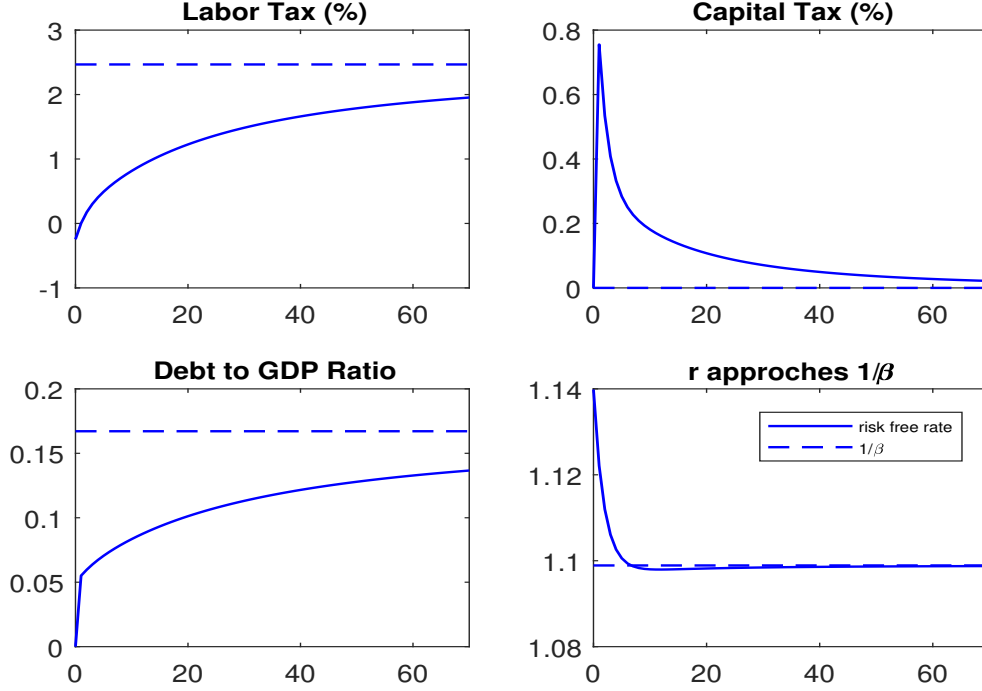 Labor Tax (%)
3
2
1
0
-1
0 20 40 60
Capital Tax (%)
0.8
0.6
0.4
0.2
0
0 20 40 60
Debt to GDP Ratio
0.2
0.15
0.1
0.05
0
0 20 40 60
r approches 1/β
1.14
1.12
1.1
1.08
0 20 40 60
risk free rate
1/β